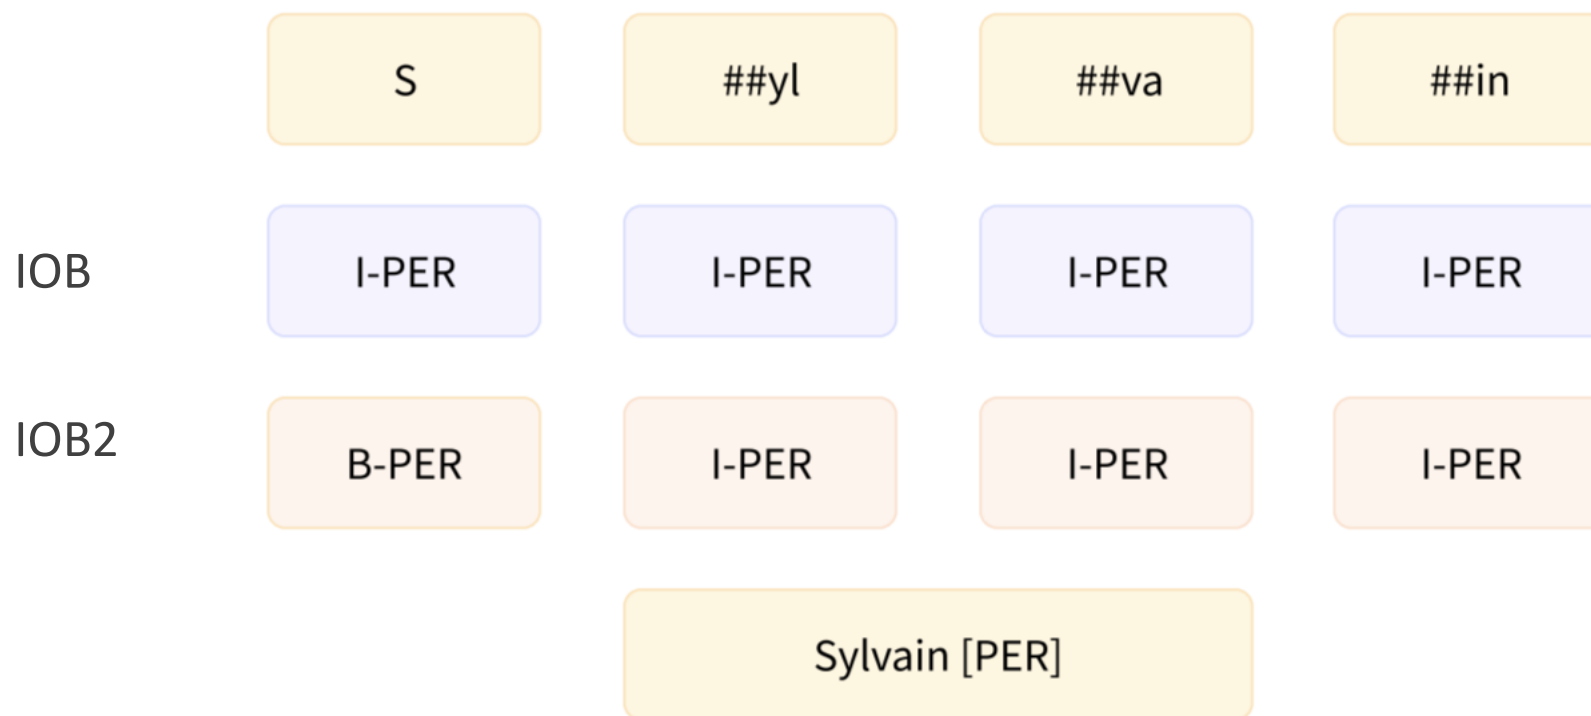 S ##yl ##va ##in
IOB I-PER I-PER I-PER I-PER
IOB2 B-PER I-PER I-PER I-PER
Sylvain [PER]